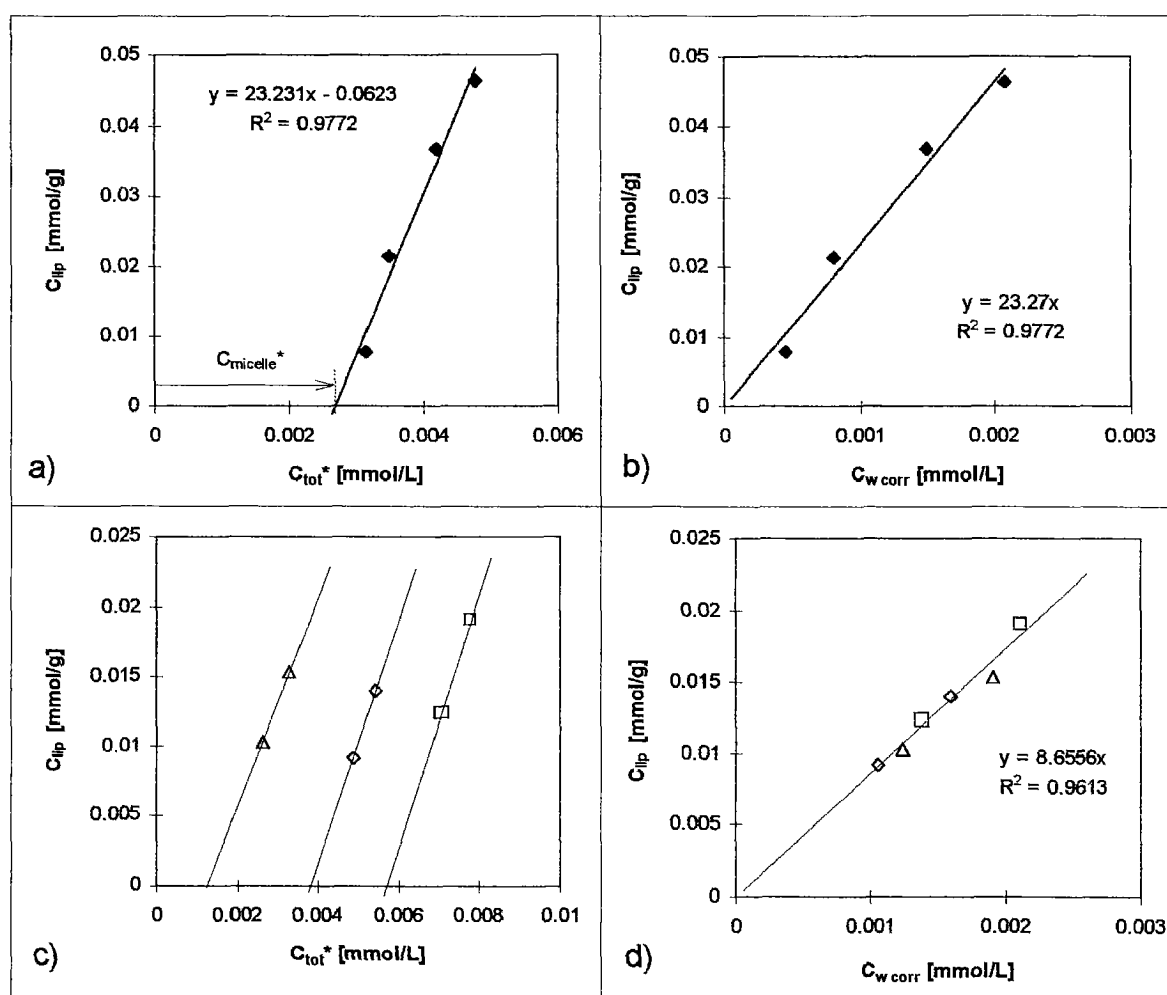 0.05
0.04
0.03
0.02
0.01
0
y = 23.231x - 0.0623
R² = 0.9772
C_micelle*
C_lip [mmol/g]
0 0.002 0.004 0.006
C_tot* [mmol/L]
a)
0.05
0.04
0.03
0.02
0.01
0
y = 23.27x
R² = 0.9772
C_lip [mmol/g]
0 0.001 0.002 0.003
C_w corr [mmol/L]
b)
0.025
0.02
0.015
0.01
0.005
0
C_lip [mmol/g]
0 0.002 0.004 0.006 0.008 0.01
C_tot* [mmol/L]
c)
0.025
0.02
0.015
0.01
0.005
0
y = 8.6556x
R² = 0.9613
C_lip [mmol/g]
0 0.001 0.002 0.003
C_w corr [mmol/L]
d)